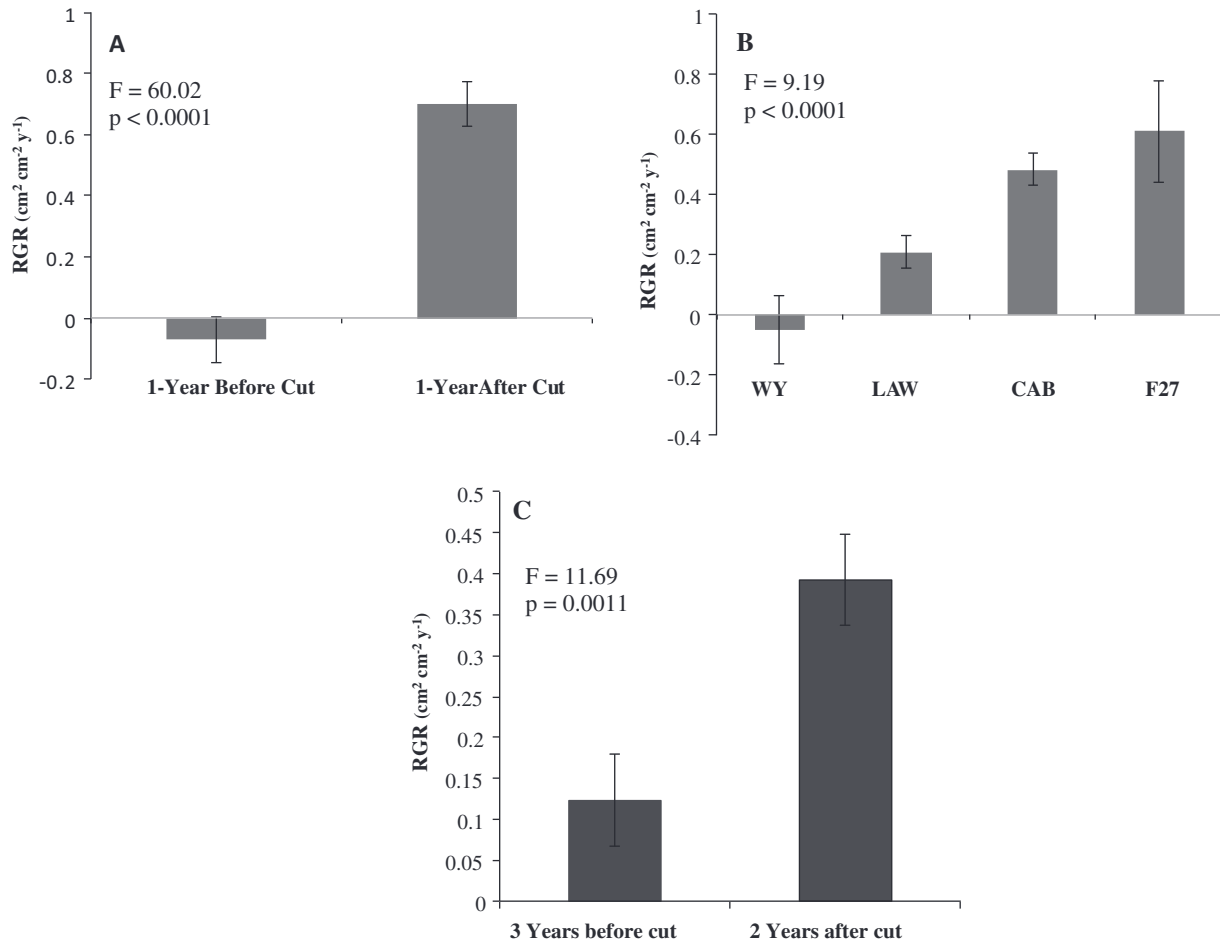 A
F = 60.02
p < 0.0001
RGR (cm² cm⁻² y⁻¹)
1
0.8
0.6
0.4
0.2
0
-0.2
1-Year Before Cut
1-YearAfter Cut
B
F = 9.19
p < 0.0001
RGR (cm² cm⁻² y⁻¹)
1
0.8
0.6
0.4
0.2
0
-0.2
-0.4
WY
LAW
CAB
F27
C
F = 11.69
p = 0.0011
RGR (cm² cm⁻² y⁻¹)
0.5
0.45
0.4
0.35
0.3
0.25
0.2
0.15
0.1
0.05
0
3 Years before cut
2 Years after cut